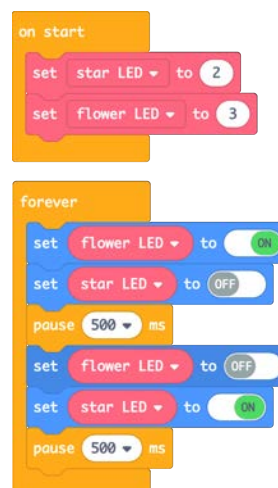 on start
set star LED to 2
set flower LED to 3
forever
set flower LED to ON
set star LED to OFF
pause 500 ms
set flower LED to OFF
set star LED to ON
pause 500 ms